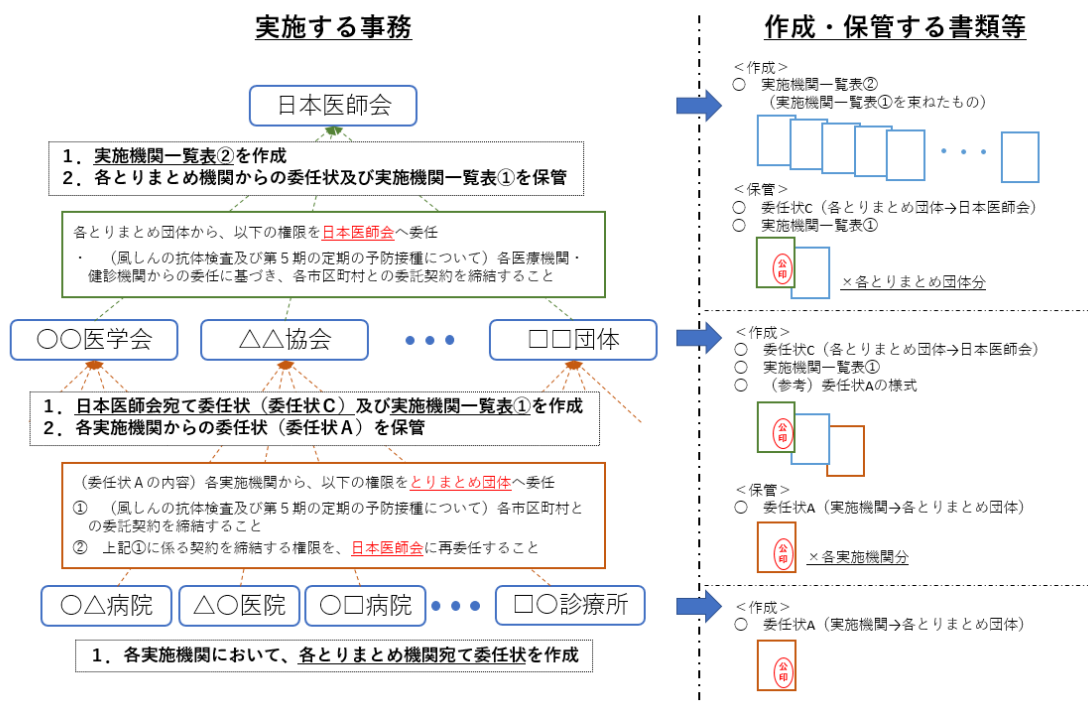 実施する事務
日本医師会
１．実施機関一覧表②を作成
２．各とりまとめ機関からの委任状及び実施機関一覧表①を保管
各とりまとめ団体から、以下の権限を日本医師会へ委任
・　（風しんの抗体検査及び第５期の定期の予防接種について）各医療機関・
健診機関からの委任に基づき、各市区町村との委託契約を締結すること
〇〇医学会
△△協会
・・・
□□団体
１．日本医師会宛て委任状（委任状Ｃ）及び実施機関一覧表①を作成
２．各実施機関からの委任状（委任状Ａ）を保管
（委任状Ａの内容）各実施機関から、以下の権限をとりまとめ団体へ委任
①　（風しんの抗体検査及び第５期の定期の予防接種について）各市区町村と
の委託契約を締結すること
②　上記①に係る契約を締結する権限を、日本医師会に再委任すること
〇△病院
△〇医院
〇□病院
・・・
□〇診療所
１．各実施機関において、各とりまとめ機関宛て委任状を作成
作成・保管する書類等
＜作成＞
〇　実施機関一覧表②
（実施機関一覧表①を束ねたもの）
・・・
＜保管＞
〇　委任状C（各とりまとめ団体→日本医師会）
〇　実施機関一覧表①
公印
×各とりまとめ団体分
＜作成＞
〇　委任状C（各とりまとめ団体→日本医師会）
〇　実施機関一覧表①
〇　（参考）委任状Aの様式
公印
＜保管＞
〇　委任状A（実施機関→各とりまとめ団体）
公印
×各実施機関分
＜作成＞
〇　委任状A（実施機関→各とりまとめ団体）
公印